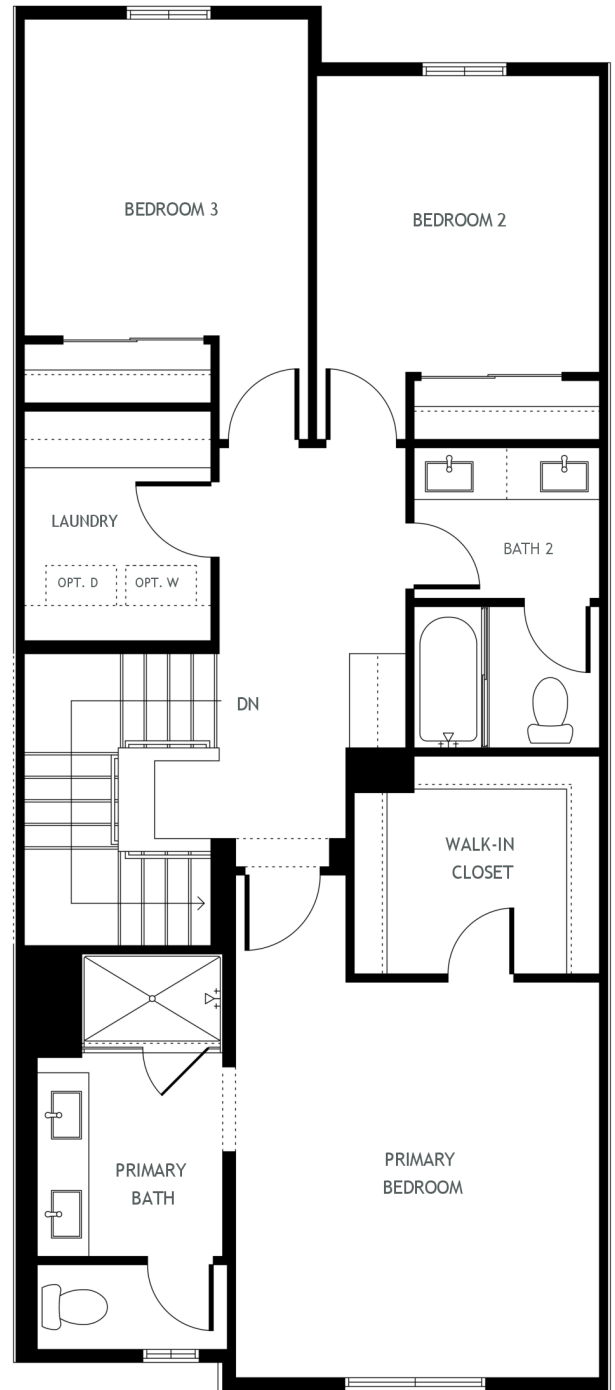 BEDROOM 3
BEDROOM 2
LAUNDRY
OPT. D
OPT. W
BATH 2
DN
WALK-IN
CLOSET
PRIMARY
BATH
PRIMARY
BEDROOM